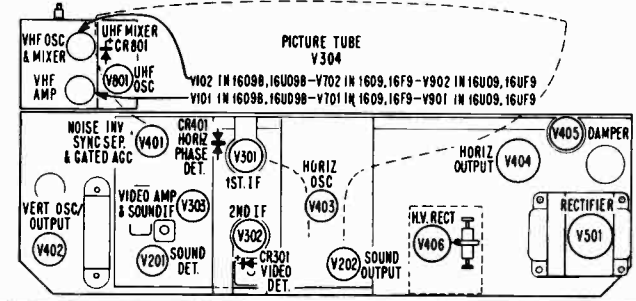 VHF OSC
& MIXER
UHF MIXER
CR801
V801
UHF
OSC
VHF
AMP
PICTURE TUBE
V304
V102 IN 1609B, 16U09B-V702 IN 1609, 16F9-V902 IN 16U09, 16UF9
V101 IN 1609B, 16U09B-V701 IN 1609, 16F9-V901 IN 16U09, 16UF9
NOISE INV
SYNC SEP.
& GATED AGC
V401
CR401
HORIZ
PHASE
DET.
V301
1ST. IF
HORIZ
OSC
V403
HORIZ
OUTPUT
V404
V405
DAMPER
VERT OSC/
OUTPUT
V402
VIDEO AMP
& SOUND IF
V303
V201
SOUND
DET.
2ND IF
V302
CR301
VIDEO
DET.
V202
SOUND
OUTPUT
H.V. RECT
V406
RECTIFIER
V501